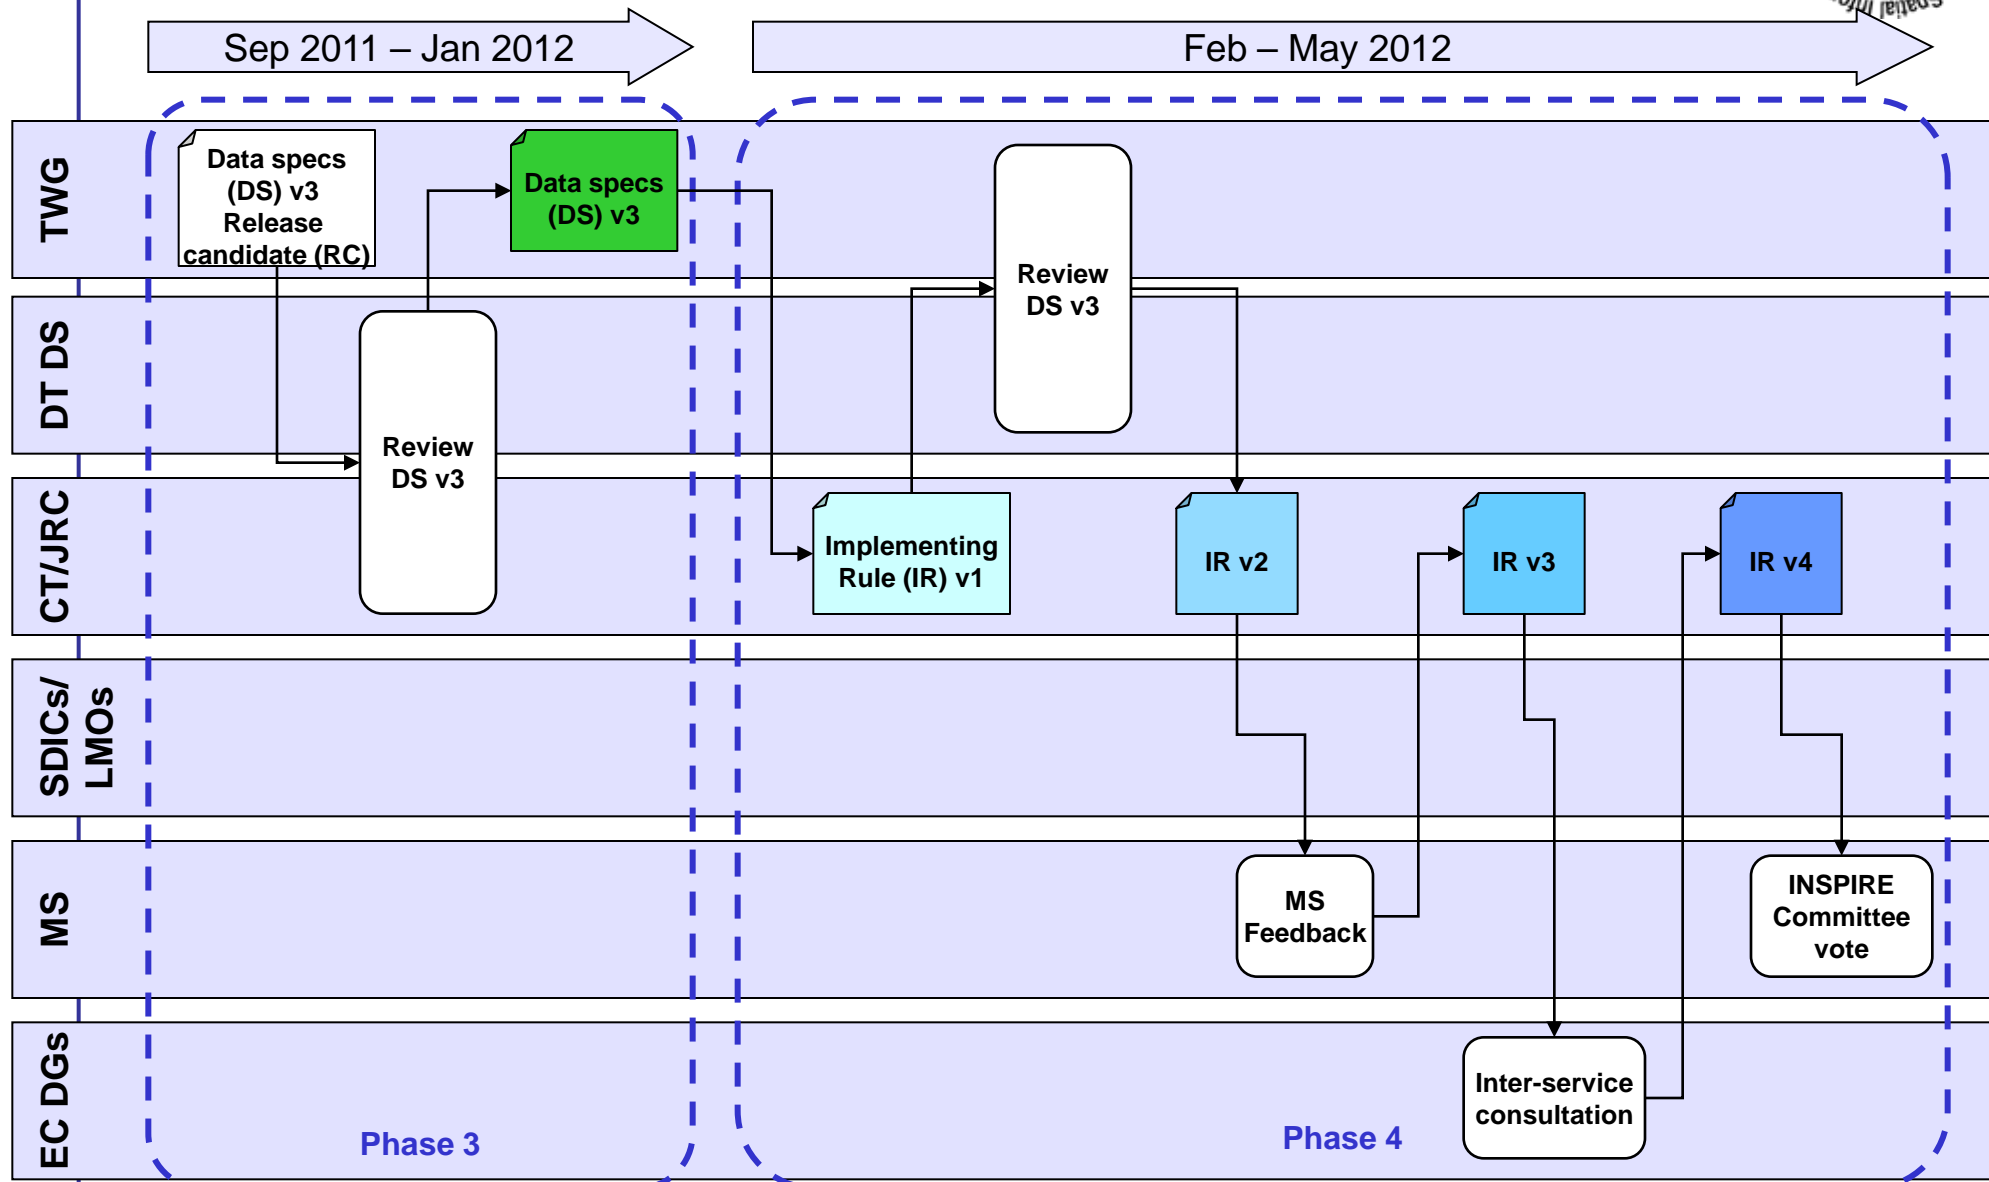 Spatial
Sep 2011 – Jan 2012
Feb – May 2012
TWG
Data specs
(DS) v3
Release
candidate (RC)
Data specs
(DS) v3
Review
DS v3
DT DS
Review
DS v3
CT/JRC
Implementing
Rule (IR) v1
IR v2
IR v3
IR v4
SDICs/
LMOs
MS
MS
Feedback
INSPIRE
Committee
vote
EC DGs
Inter-service
consultation
Phase 3
Phase 4